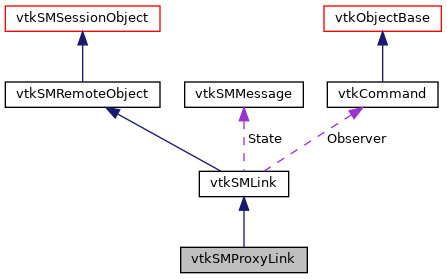 vtkSMSessionObject
vtkObjectBase
vtkSMRemoteObject
vtkSMMessage
vtkCommand
State
Observer
vtkSMLink
vtkSMProxyLink